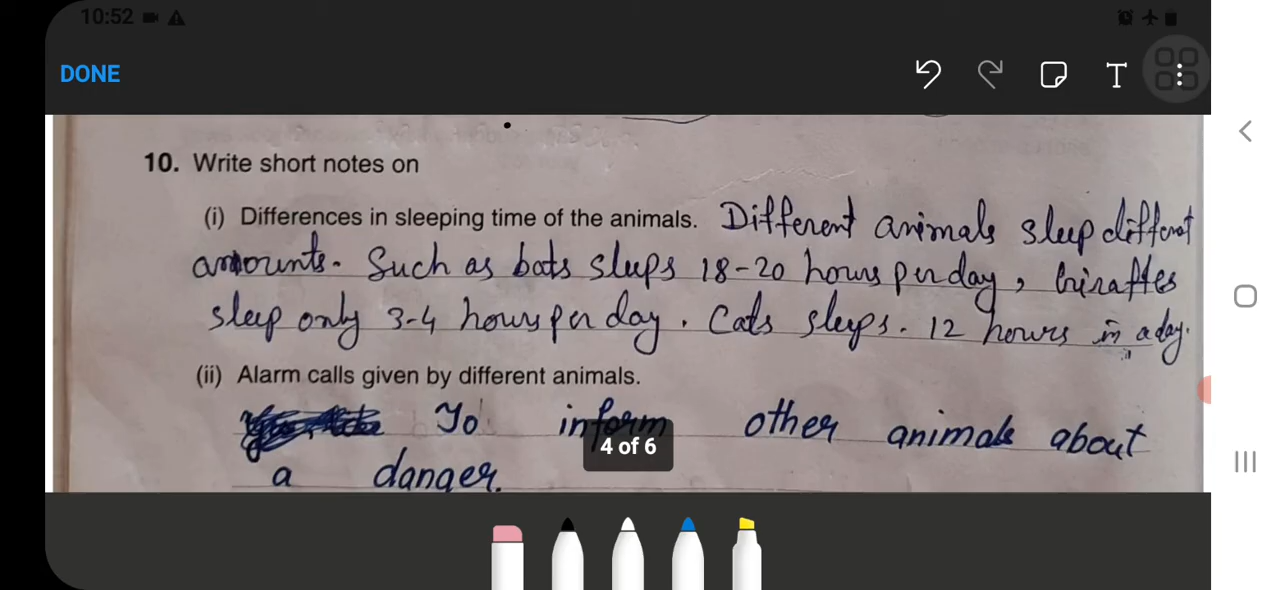 10:52
DONE
T
10. Write short notes on
(i) Differences in sleeping time of the animals. Different animals sleep different
amounts. Such as bats sleeps 18-20 hours per day, Giraffes
sleep only 3-4 hours per day. Cats sleeps. 12 hours in a day.
(ii) Alarm calls given by different animals.
To inform other animals about
4 of 6
a danger.